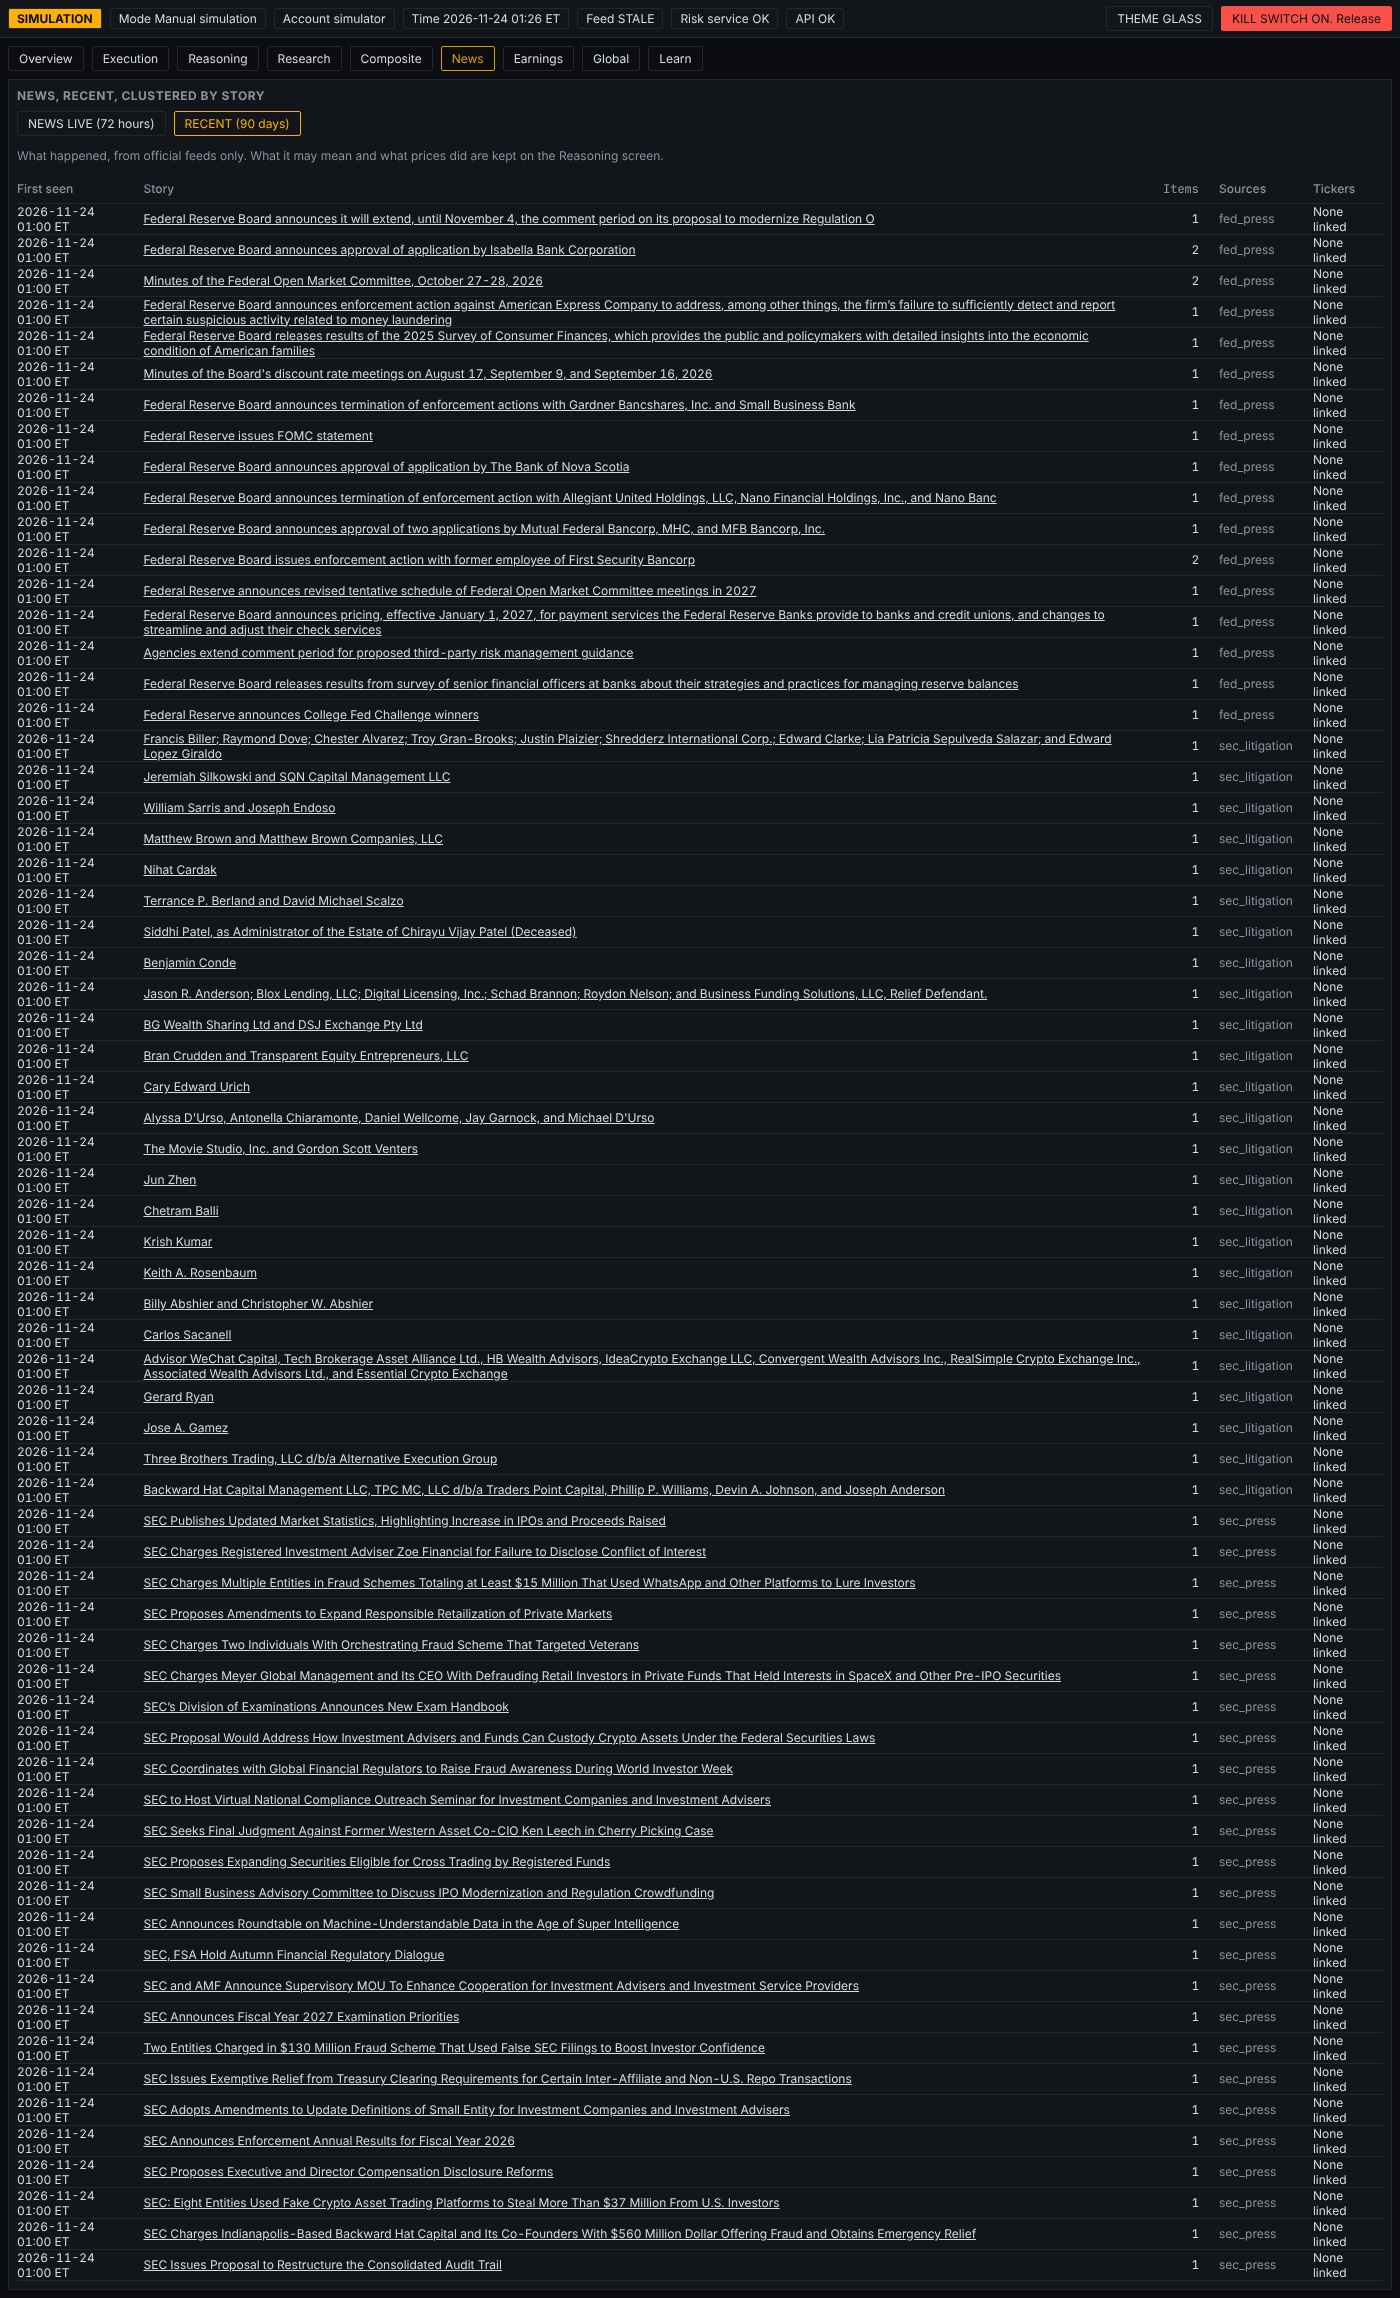 SIMULATION Mode Manual simulation Account simulator Time 2026-11-24 01:26 ET Feed STALE Risk service OK API OK THEME GLASS KILL SWITCH ON. Release
Overview Execution Reasoning Research Composite News Earnings Global Learn
NEWS, RECENT, CLUSTERED BY STORY
NEWS LIVE (72 hours) RECENT (90 days)
What happened, from official feeds only. What it may mean and what prices did are kept on the Reasoning screen.
First seen Story Items Sources Tickers
2026-11-24 01:00 ET Federal Reserve Board announces it will extend, until November 4, the comment period on its proposal to modernize Regulation O 1 fed_press None linked
2026-11-24 01:00 ET Federal Reserve Board announces approval of application by Isabella Bank Corporation 2 fed_press None linked
2026-11-24 01:00 ET Minutes of the Federal Open Market Committee, October 27-28, 2026 2 fed_press None linked
2026-11-24 01:00 ET Federal Reserve Board announces enforcement action against American Express Company to address, among other things, the firm's failure to sufficiently detect and report
certain suspicious activity related to money laundering 1 fed_press None linked
2026-11-24 01:00 ET Federal Reserve Board releases results of the 2025 Survey of Consumer Finances, which provides the public and policymakers with detailed insights into the economic
condition of American families 1 fed_press None linked
2026-11-24 01:00 ET Minutes of the Board's discount rate meetings on August 17, September 9, and September 16, 2026 1 fed_press None linked
2026-11-24 01:00 ET Federal Reserve Board announces termination of enforcement actions with Gardner Bancshares, Inc. and Small Business Bank 1 fed_press None linked
2026-11-24 01:00 ET Federal Reserve issues FOMC statement 1 fed_press None linked
2026-11-24 01:00 ET Federal Reserve Board announces approval of application by The Bank of Nova Scotia 1 fed_press None linked
2026-11-24 01:00 ET Federal Reserve Board announces termination of enforcement action with Allegiant United Holdings, LLC, Nano Financial Holdings, Inc., and Nano Banc 1 fed_press None linked
2026-11-24 01:00 ET Federal Reserve Board announces approval of two applications by Mutual Federal Bancorp, MHC, and MFB Bancorp, Inc. 1 fed_press None linked
2026-11-24 01:00 ET Federal Reserve Board issues enforcement action with former employee of First Security Bancorp 2 fed_press None linked
2026-11-24 01:00 ET Federal Reserve announces revised tentative schedule of Federal Open Market Committee meetings in 2027 1 fed_press None linked
2026-11-24 01:00 ET Federal Reserve Board announces pricing, effective January 1, 2027, for payment services the Federal Reserve Banks provide to banks and credit unions, and changes to
streamline and adjust their check services 1 fed_press None linked
2026-11-24 01:00 ET Agencies extend comment period for proposed third-party risk management guidance 1 fed_press None linked
2026-11-24 01:00 ET Federal Reserve Board releases results from survey of senior financial officers at banks about their strategies and practices for managing reserve balances 1 fed_press None linked
2026-11-24 01:00 ET Federal Reserve announces College Fed Challenge winners 1 fed_press None linked
2026-11-24 01:00 ET Francis Biller; Raymond Dove; Chester Alvarez; Troy Gran-Brooks; Justin Plaizier; Shredderz International Corp.; Edward Clarke; Lia Patricia Sepulveda Salazar; and Edward
Lopez Giraldo 1 sec_litigation None linked
2026-11-24 01:00 ET Jeremiah Silkowski and SQN Capital Management LLC 1 sec_litigation None linked
2026-11-24 01:00 ET William Sarris and Joseph Endoso 1 sec_litigation None linked
2026-11-24 01:00 ET Matthew Brown and Matthew Brown Companies, LLC 1 sec_litigation None linked
2026-11-24 01:00 ET Nihat Cardak 1 sec_litigation None linked
2026-11-24 01:00 ET Terrance P. Berland and David Michael Scalzo 1 sec_litigation None linked
2026-11-24 01:00 ET Siddhi Patel, as Administrator of the Estate of Chirayu Vijay Patel (Deceased) 1 sec_litigation None linked
2026-11-24 01:00 ET Benjamin Conde 1 sec_litigation None linked
2026-11-24 01:00 ET Jason R. Anderson; Blox Lending, LLC; Digital Licensing, Inc.; Schad Brannon; Roydon Nelson; and Business Funding Solutions, LLC, Relief Defendant. 1 sec_litigation None linked
2026-11-24 01:00 ET BG Wealth Sharing Ltd and DSJ Exchange Pty Ltd 1 sec_litigation None linked
2026-11-24 01:00 ET Bran Crudden and Transparent Equity Entrepreneurs, LLC 1 sec_litigation None linked
2026-11-24 01:00 ET Cary Edward Urich 1 sec_litigation None linked
2026-11-24 01:00 ET Alyssa D'Urso, Antonella Chiaramonte, Daniel Wellcome, Jay Garnock, and Michael D'Urso 1 sec_litigation None linked
2026-11-24 01:00 ET The Movie Studio, Inc. and Gordon Scott Venters 1 sec_litigation None linked
2026-11-24 01:00 ET Jun Zhen 1 sec_litigation None linked
2026-11-24 01:00 ET Chetram Balli 1 sec_litigation None linked
2026-11-24 01:00 ET Krish Kumar 1 sec_litigation None linked
2026-11-24 01:00 ET Keith A. Rosenbaum 1 sec_litigation None linked
2026-11-24 01:00 ET Billy Abshier and Christopher W. Abshier 1 sec_litigation None linked
2026-11-24 01:00 ET Carlos Sacanell 1 sec_litigation None linked
2026-11-24 01:00 ET Advisor WeChat Capital, Tech Brokerage Asset Alliance Ltd., HB Wealth Advisors, IdeaCrypto Exchange LLC, Convergent Wealth Advisors Inc., RealSimple Crypto Exchange Inc.,
Associated Wealth Advisors Ltd., and Essential Crypto Exchange 1 sec_litigation None linked
2026-11-24 01:00 ET Gerard Ryan 1 sec_litigation None linked
2026-11-24 01:00 ET Jose A. Gamez 1 sec_litigation None linked
2026-11-24 01:00 ET Three Brothers Trading, LLC d/b/a Alternative Execution Group 1 sec_litigation None linked
2026-11-24 01:00 ET Backward Hat Capital Management LLC, TPC MC, LLC d/b/a Traders Point Capital, Phillip P. Williams, Devin A. Johnson, and Joseph Anderson 1 sec_litigation None linked
2026-11-24 01:00 ET SEC Publishes Updated Market Statistics, Highlighting Increase in IPOs and Proceeds Raised 1 sec_press None linked
2026-11-24 01:00 ET SEC Charges Registered Investment Adviser Zoe Financial for Failure to Disclose Conflict of Interest 1 sec_press None linked
2026-11-24 01:00 ET SEC Charges Multiple Entities in Fraud Schemes Totaling at Least $15 Million That Used WhatsApp and Other Platforms to Lure Investors 1 sec_press None linked
2026-11-24 01:00 ET SEC Proposes Amendments to Expand Responsible Retailization of Private Markets 1 sec_press None linked
2026-11-24 01:00 ET SEC Charges Two Individuals With Orchestrating Fraud Scheme That Targeted Veterans 1 sec_press None linked
2026-11-24 01:00 ET SEC Charges Meyer Global Management and Its CEO With Defrauding Retail Investors in Private Funds That Held Interests in SpaceX and Other Pre-IPO Securities 1 sec_press None linked
2026-11-24 01:00 ET SEC's Division of Examinations Announces New Exam Handbook 1 sec_press None linked
2026-11-24 01:00 ET SEC Proposal Would Address How Investment Advisers and Funds Can Custody Crypto Assets Under the Federal Securities Laws 1 sec_press None linked
2026-11-24 01:00 ET SEC Coordinates with Global Financial Regulators to Raise Fraud Awareness During World Investor Week 1 sec_press None linked
2026-11-24 01:00 ET SEC to Host Virtual National Compliance Outreach Seminar for Investment Companies and Investment Advisers 1 sec_press None linked
2026-11-24 01:00 ET SEC Seeks Final Judgment Against Former Western Asset Co-CIO Ken Leech in Cherry Picking Case 1 sec_press None linked
2026-11-24 01:00 ET SEC Proposes Expanding Securities Eligible for Cross Trading by Registered Funds 1 sec_press None linked
2026-11-24 01:00 ET SEC Small Business Advisory Committee to Discuss IPO Modernization and Regulation Crowdfunding 1 sec_press None linked
2026-11-24 01:00 ET SEC Announces Roundtable on Machine-Understandable Data in the Age of Super Intelligence 1 sec_press None linked
2026-11-24 01:00 ET SEC, FSA Hold Autumn Financial Regulatory Dialogue 1 sec_press None linked
2026-11-24 01:00 ET SEC and AMF Announce Supervisory MOU To Enhance Cooperation for Investment Advisers and Investment Service Providers 1 sec_press None linked
2026-11-24 01:00 ET SEC Announces Fiscal Year 2027 Examination Priorities 1 sec_press None linked
2026-11-24 01:00 ET Two Entities Charged in $130 Million Fraud Scheme That Used False SEC Filings to Boost Investor Confidence 1 sec_press None linked
2026-11-24 01:00 ET SEC Issues Exemptive Relief from Treasury Clearing Requirements for Certain Inter-Affiliate and Non-U.S. Repo Transactions 1 sec_press None linked
2026-11-24 01:00 ET SEC Adopts Amendments to Update Definitions of Small Entity for Investment Companies and Investment Advisers 1 sec_press None linked
2026-11-24 01:00 ET SEC Announces Enforcement Annual Results for Fiscal Year 2026 1 sec_press None linked
2026-11-24 01:00 ET SEC Proposes Executive and Director Compensation Disclosure Reforms 1 sec_press None linked
2026-11-24 01:00 ET SEC: Eight Entities Used Fake Crypto Asset Trading Platforms to Steal More Than $37 Million From U.S. Investors 1 sec_press None linked
2026-11-24 01:00 ET SEC Charges Indianapolis-Based Backward Hat Capital and Its Co-Founders With $560 Million Dollar Offering Fraud and Obtains Emergency Relief 1 sec_press None linked
2026-11-24 01:00 ET SEC Issues Proposal to Restructure the Consolidated Audit Trail 1 sec_press None linked